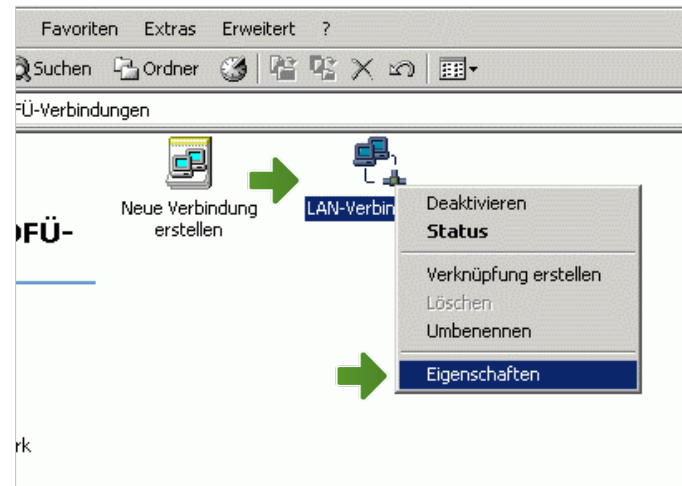 Favoriten Extras Erweitert ?
Suchen Ordner
FÜ-Verbindungen
Neue Verbindung
erstellen
LAN-Verbin
DFÜ-
Deaktivieren
Status
Verknüpfung erstellen
Löschen
Umbenennen
Eigenschaften
rk